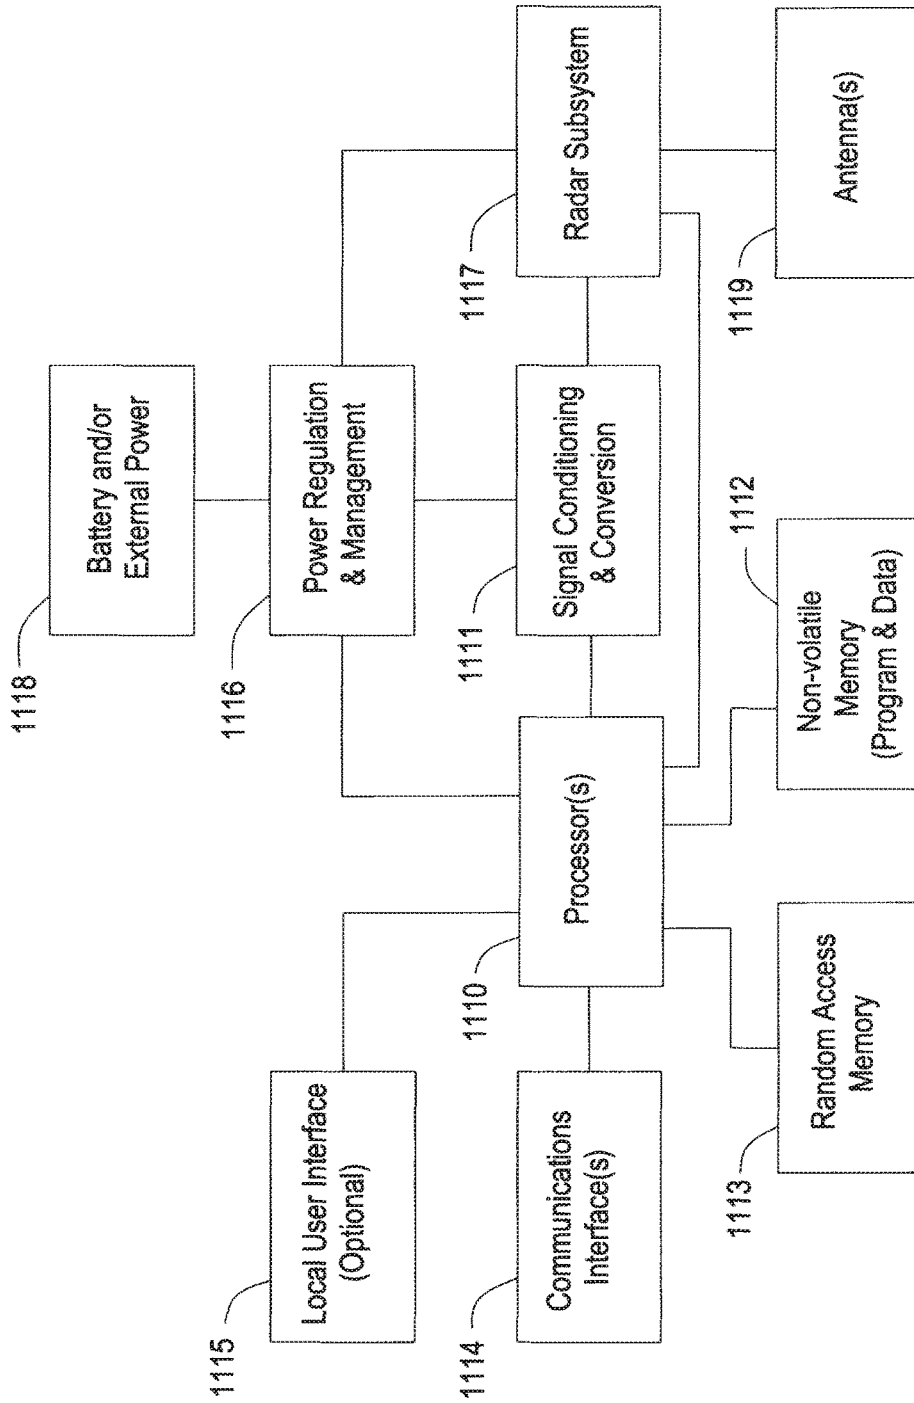 1118
Battery and/or
External Power
1115
Local User Interface
(Optional)
1116
Power Regulation
& Management
1114
Communications
Interface(s)
1110
Processor(s)
1111
Signal Conditioning
& Conversion
1117
Radar Subsystem
1113
Random Access
Memory
1112
Non-volatile
Memory
(Program & Data)
1119
Antenna(s)